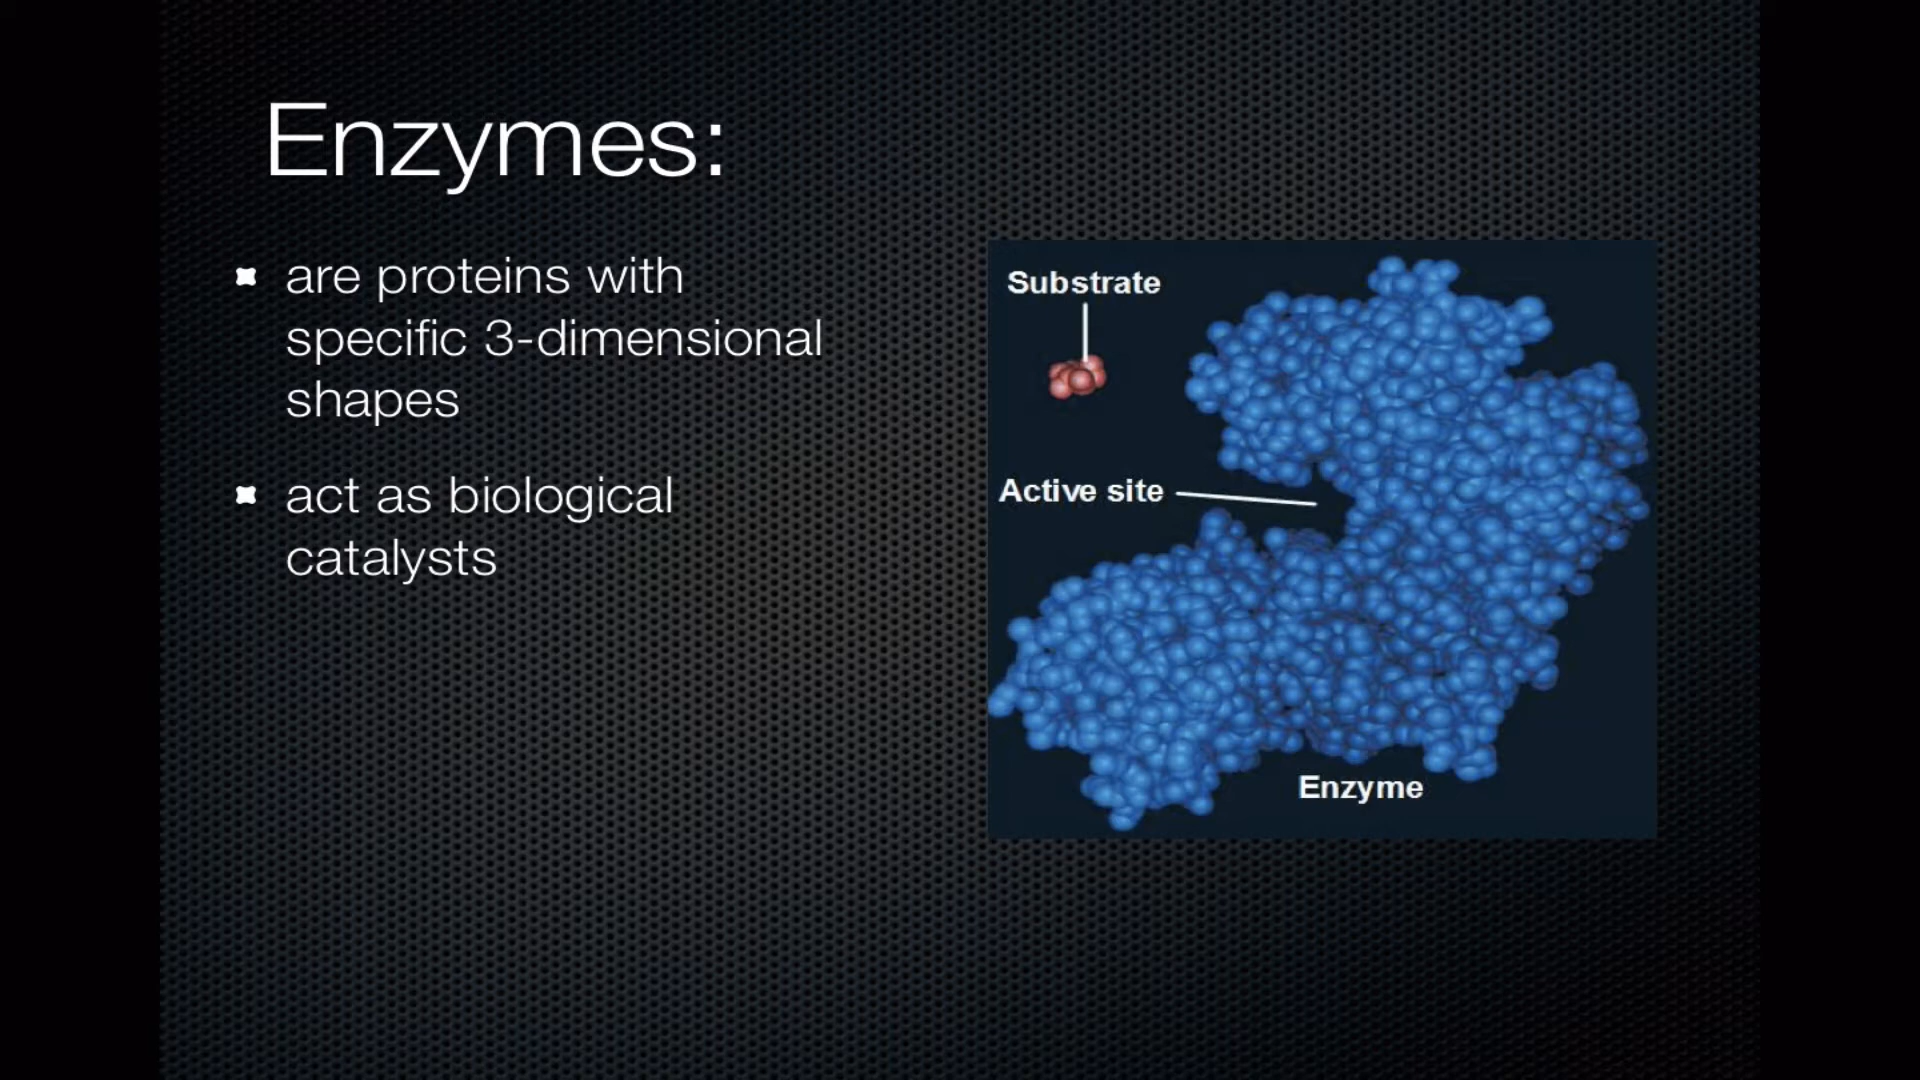 Enzymes:
are proteins with
specific 3-dimensional
shapes
act as biological
catalysts
Substrate
Active site
Enzyme